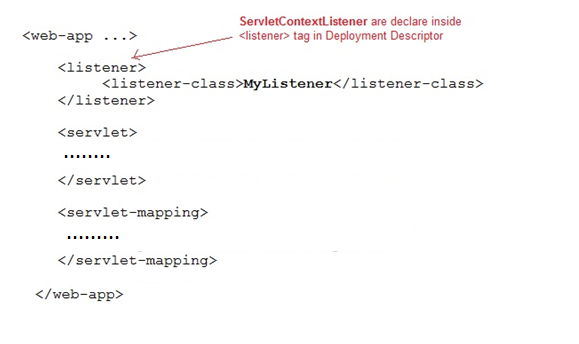 ServletContextListener are declare inside
<listener> tag in Deployment Descriptor
<web-app ...>
<listener>
<listener-class>MyListener</listener-class>
</listener>
<servlet>
........
</servlet>
<servlet-mapping>
.........
</servlet-mapping>
</web-app>